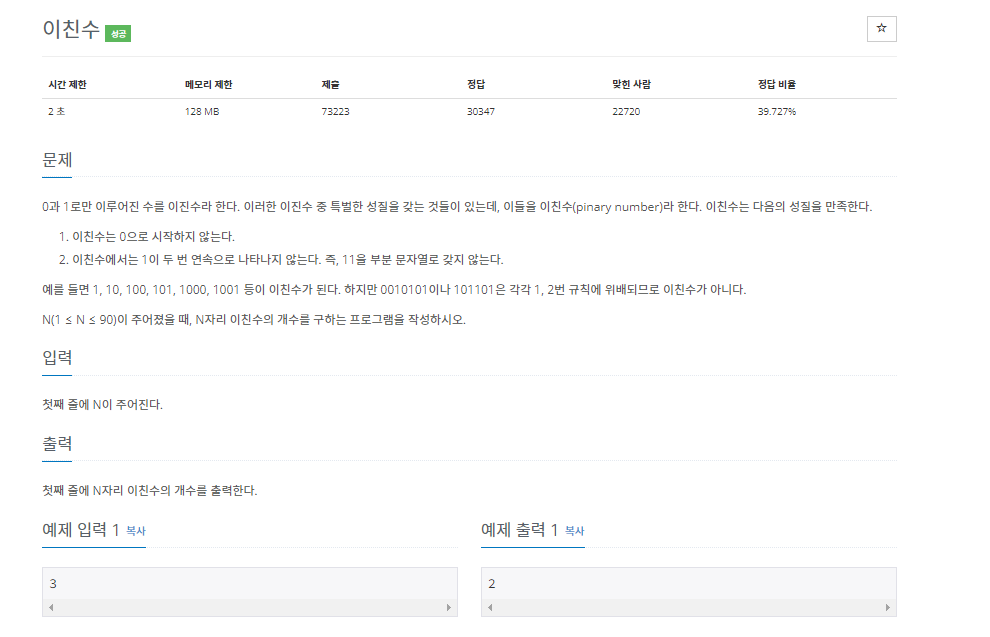 이친수 성공
☆
시간 제한 메모리 제한 제출 정답 맞힌 사람 정답 비율
2 초 128 MB 73223 30347 22720 39.727%
문제
0과 1로만 이루어진 수를 이진수라 한다. 이러한 이진수 중 특별한 성질을 갖는 것들이 있는데, 이들을 이친수(pinary number)라 한다. 이친수는 다음의 성질을 만족한다.
1. 이친수는 0으로 시작하지 않는다.
2. 이친수에서는 1이 두 번 연속으로 나타나지 않는다. 즉, 11을 부분 문자열로 갖지 않는다.
예를 들면 1, 10, 100, 101, 1000, 1001 등이 이친수가 된다. 하지만 0010101이나 101101은 각각 1, 2번 규칙에 위배되므로 이친수가 아니다.
N(1 ≤ N ≤ 90)이 주어졌을 때, N자리 이친수의 개수를 구하는 프로그램을 작성하시오.
입력
첫째 줄에 N이 주어진다.
출력
첫째 줄에 N자리 이친수의 개수를 출력한다.
예제 입력 1 복사
3
예제 출력 1 복사
2